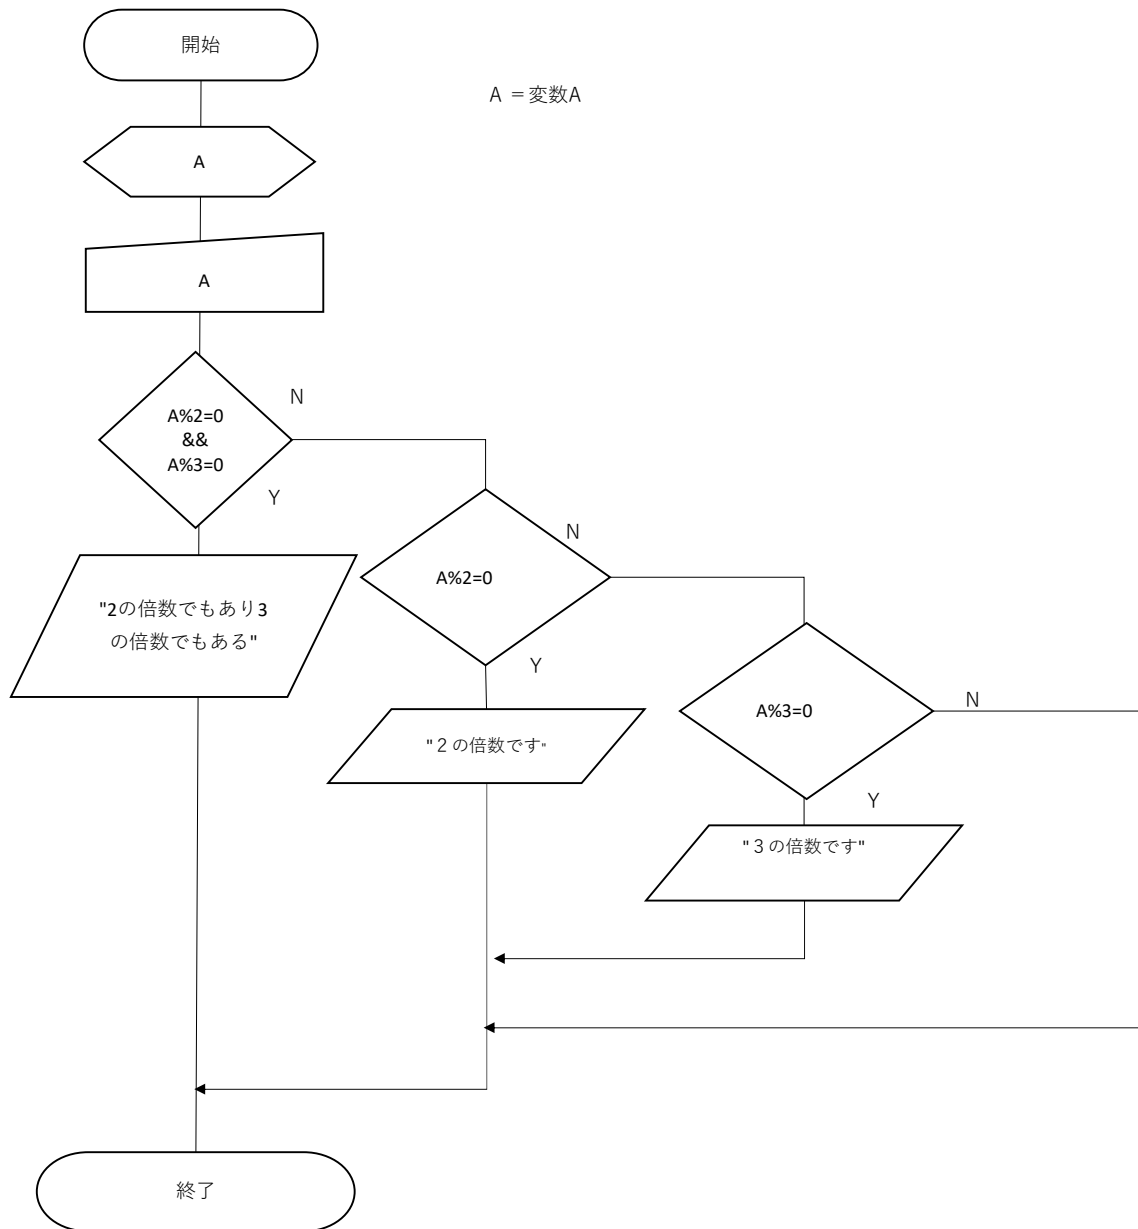 開始
A ＝変数A
A
A
N
A%2=0
&&
A%3=0
Y
N
A%2=0
"2の倍数でもあり3
の倍数でもある"
Y
N
A%3=0
"２の倍数です"
Y
"３の倍数です"
終了